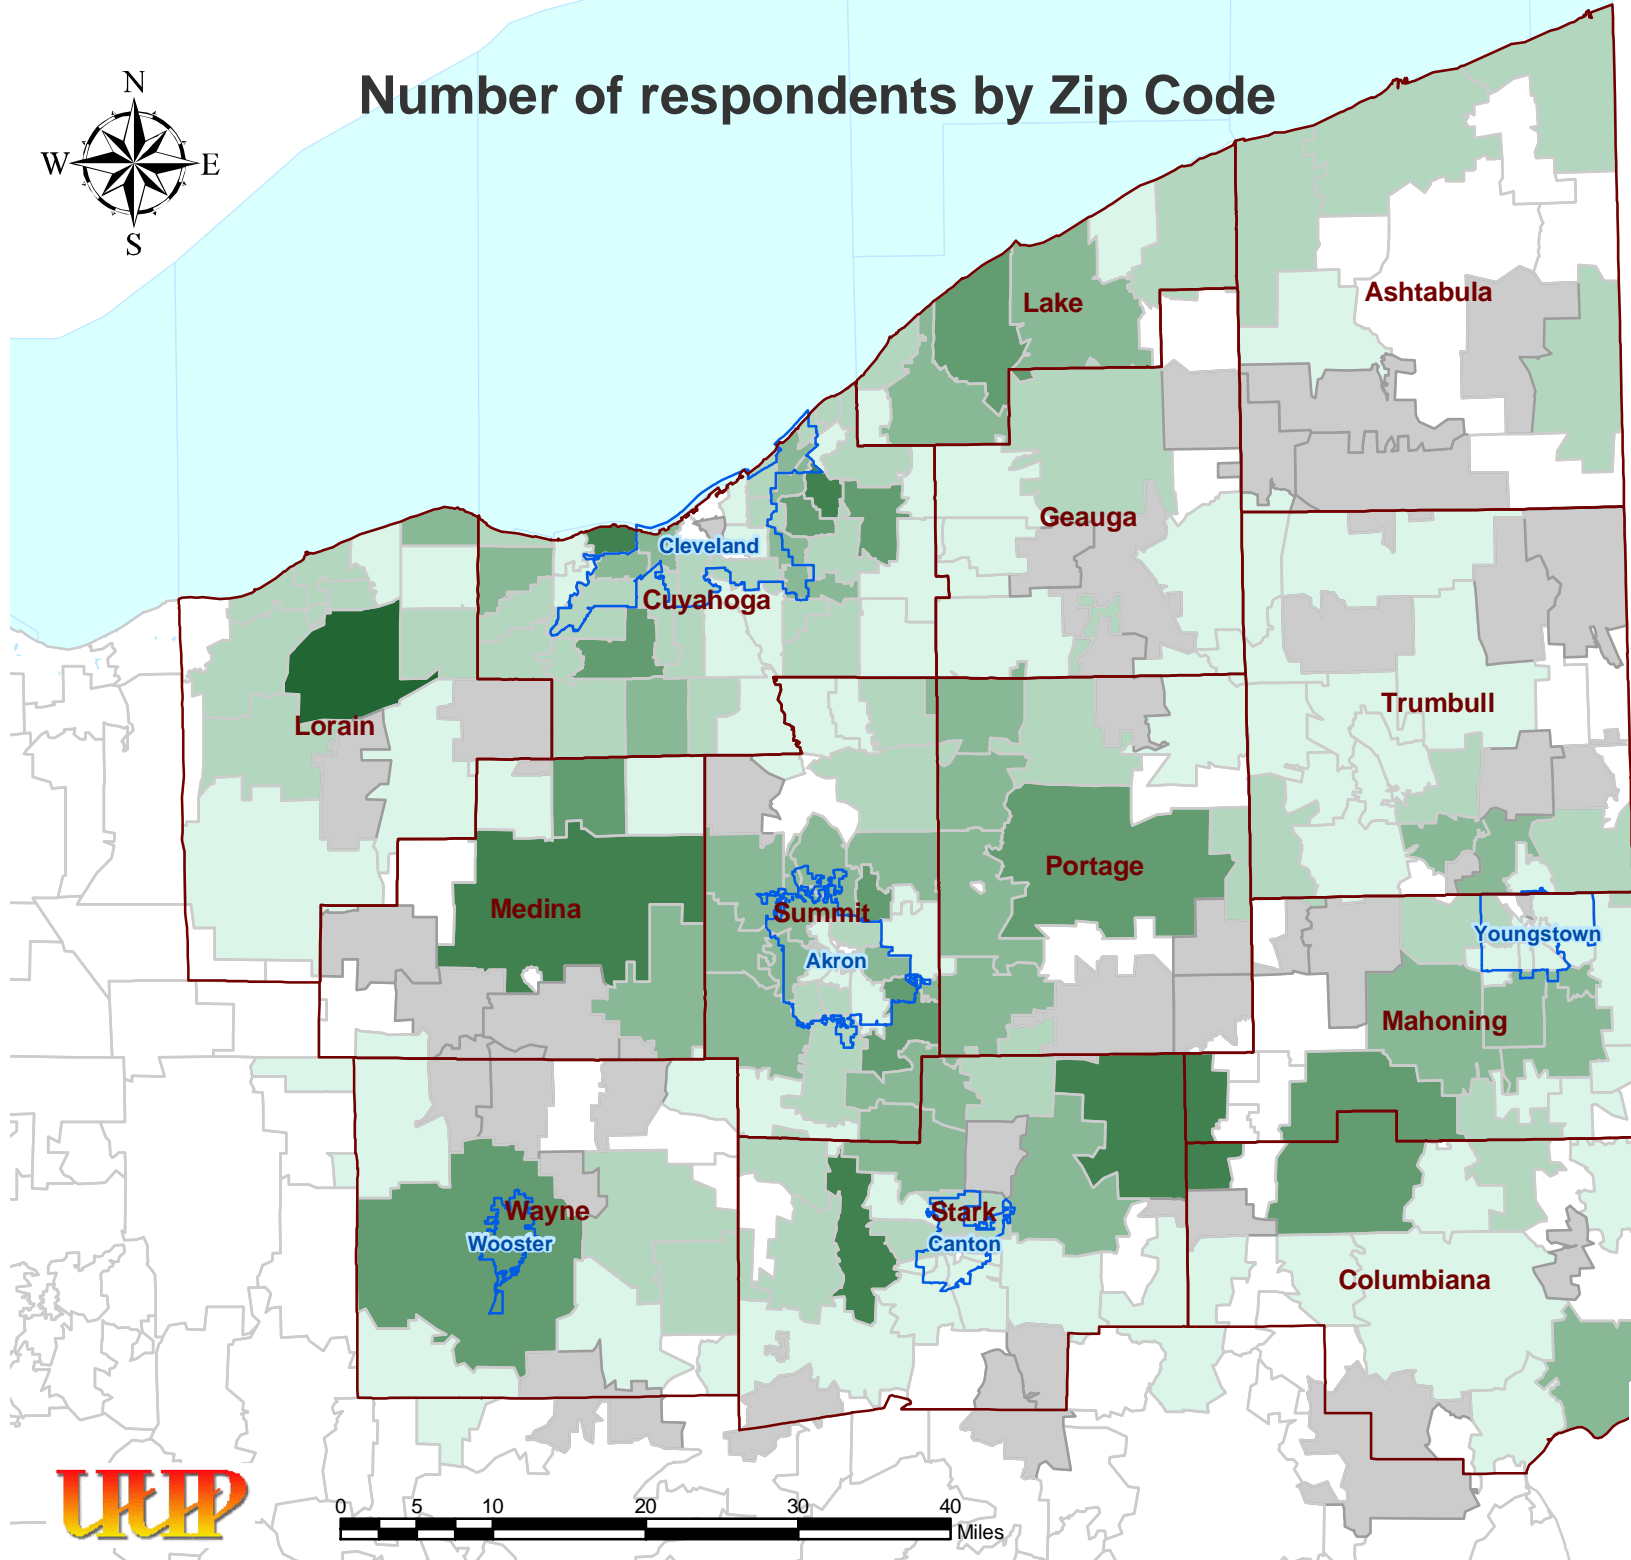 Number of respondents by Zip Code
N
W
E
S
Lake
Ashtabula
Geauga
Cleveland
Cuyahoga
Lorain
Trumbull
Portage
Medina
Summit
Akron
Youngstown
Mahoning
Wayne
Wooster
Stark
Canton
Columbiana
UUP
0 5 10 20 30 40
Miles